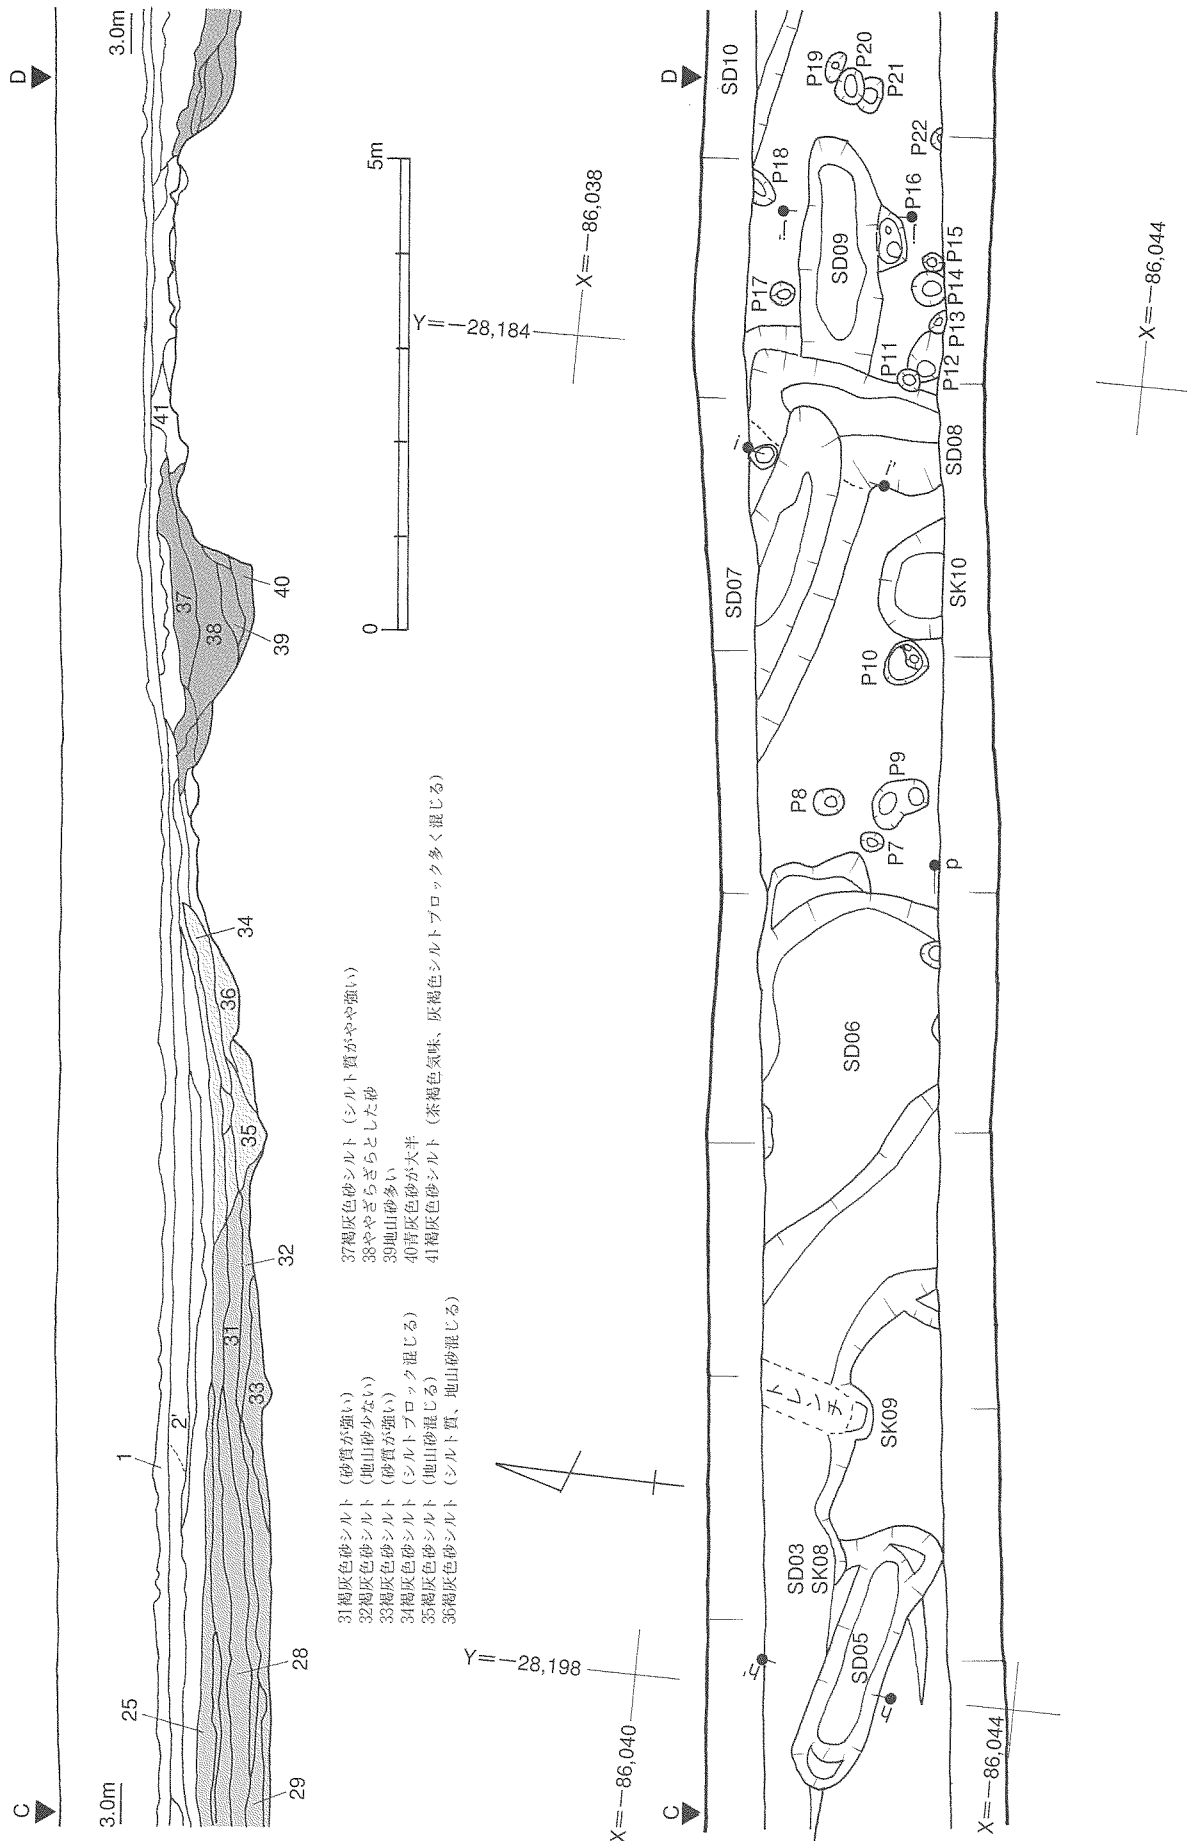 C
D
3.0m
3.0m
1
2'
25
28
29
31
32
33
34
35
36
37
38
39
40
41
0
5m
31褐灰色砂シルト(砂質が強い)
32褐灰色砂シルト(地山砂少ない)
33褐灰色砂シルト(砂質が強い)
34褐灰色砂シルト(シルトブロック混じる)
35褐灰色砂シルト(地山砂混じる)
36褐灰色砂シルト(シルト質、地山砂混じる)
37褐灰色砂シルト(シルト質がやや強い)
38ややざらざらとした砂
39地山砂多い
40青灰色砂が大半
41褐灰色砂シルト(茶褐色気味、灰褐色シルトブロック多く混じる)
Y=−28,198
X=−86,040
Y=−28,184
X=−86,038
C
D
h'
h
SD05
SD03
SK08
トレンチ
SK09
SD06
p
P7
P8
P9
P10
SK10
SD07
i
i'
SD08
P11
P12
P13
P14
P15
P16
P17
SD09
P18
P19
P20
P21
P22
SD10
X=−86,044
X=−86,044